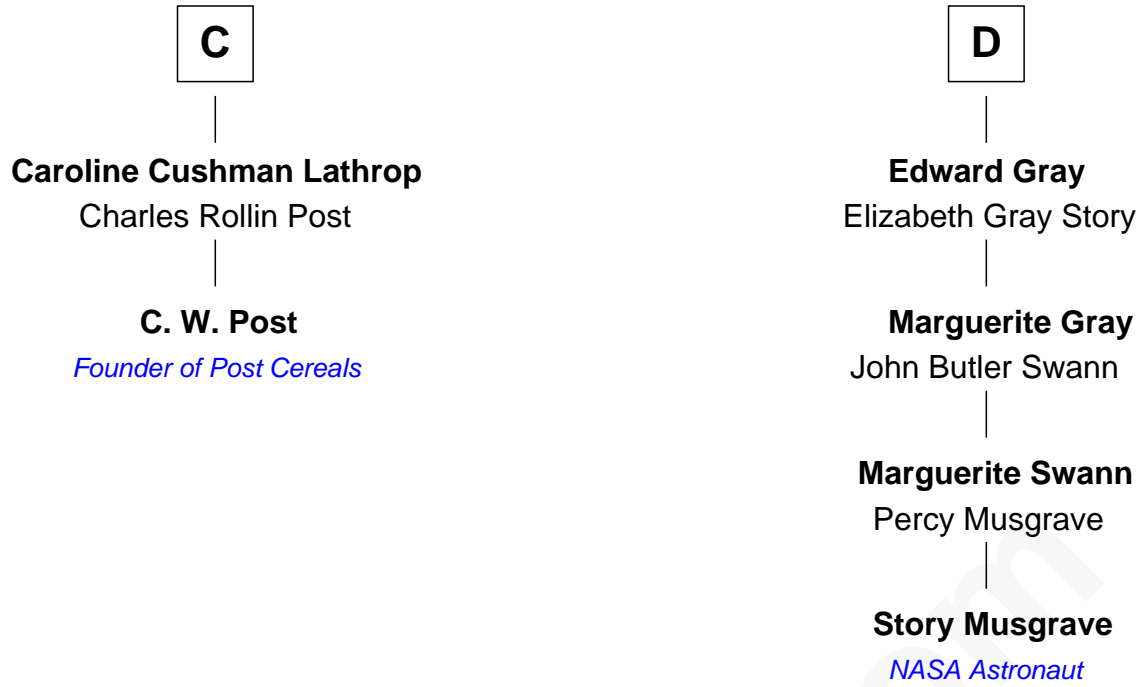 C
Caroline Cushman Lathrop
Charles Rollin Post
C. W. Post
Founder of Post Cereals
D
Edward Gray
Elizabeth Gray Story
Marguerite Gray
John Butler Swann
Marguerite Swann
Percy Musgrave
Story Musgrave
NASA Astronaut